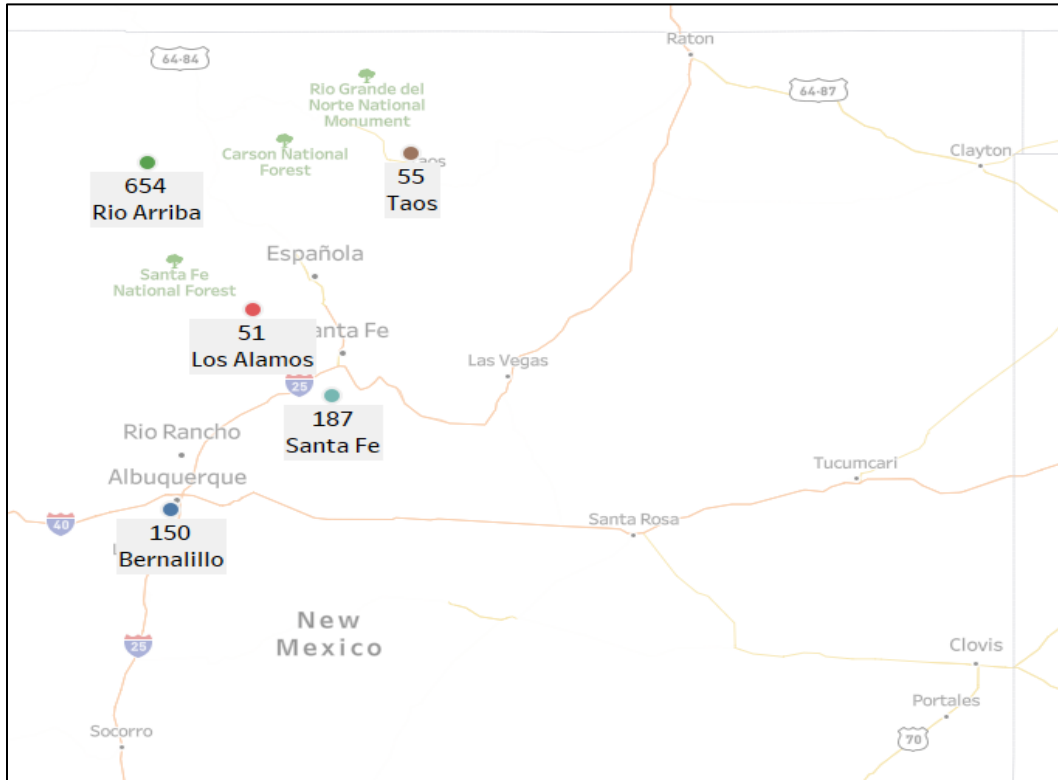 Raton
64-84
Rio Grande del
Norte National
Monument
64-87
Carson National
Forest
Clayton
654
Rio Arriba
55
Taos
Española
Santa Fe
National Forest
51
Los Alamos
anta Fe
Las Vegas
25
187
Santa Fe
Rio Rancho
Tucumcari
Albuquerque
40
Santa Rosa
150
Bernalillo
New
Mexico
25
Clovis
Portales
Socorro
70